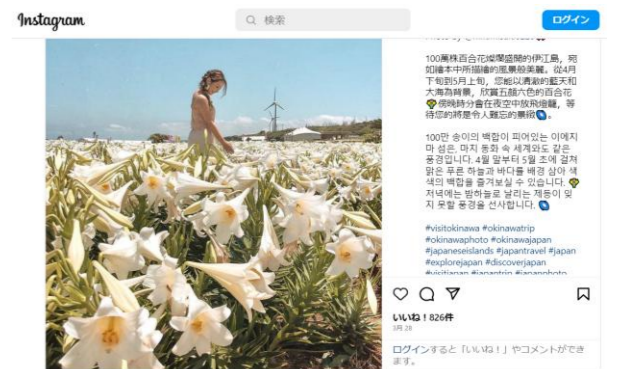 Instagram
検索
ログイン
100萬株百合花燦爛盛開的伊江島，宛
如繪本中所描繪的風景般美麗。從4月
下旬到5月上旬，您能以清澈的藍天和
大海為背景，欣賞五顏六色的百合花
🌳傍晚時分會在夜空中放飛燈籠，等
待您的將是令人難忘的景緻🌏。
100만 송이의 백합이 피어있는 이에지
마 섬은, 마치 동화 속 세계와도 같은
풍경입니다. 4월 말부터 5월 초에 걸쳐
맑은 푸른 하늘과 바다를 배경 삼아 색
색의 백합을 즐겨보실 수 있습니다. 🌳
저녁에는 밤하늘로 날리는 제등이 잊
지 못할 풍경을 선사합니다. 🌏
#visitokinawa #okinawatrip
#okinawaphoto #okinawajapan
#japaneseislands #japantravel #japan
#explorejapan #discoverjapan
#visitjapan #japantrip #japanphoto
いいね！826件
3月 28
ログインすると「いいね！」やコメントができ
ます。